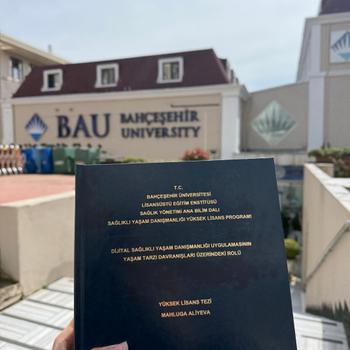 BAU BAHÇEŞEHİR
UNIVERSITY
T.C.
BAHÇEŞEHİR ÜNİVERSİTESİ
LİSANSÜSTÜ EĞİTİM ENSTİTÜSÜ
SAĞLIK YÖNETİMİ ANA BİLİM DALI
SAĞLIKLI YAŞAM DANIŞMANLIĞI YÜKSEK LİSANS PROGRAMI
DİJİTAL SAĞLIKLI YAŞAM DANIŞMANLIĞI UYGULAMASININ
YAŞAM TARZI DAVRANIŞLARI ÜZERİNDEKİ ROLÜ
YÜKSEK LİSANS TEZİ
MAHLUGA ALİYEVA